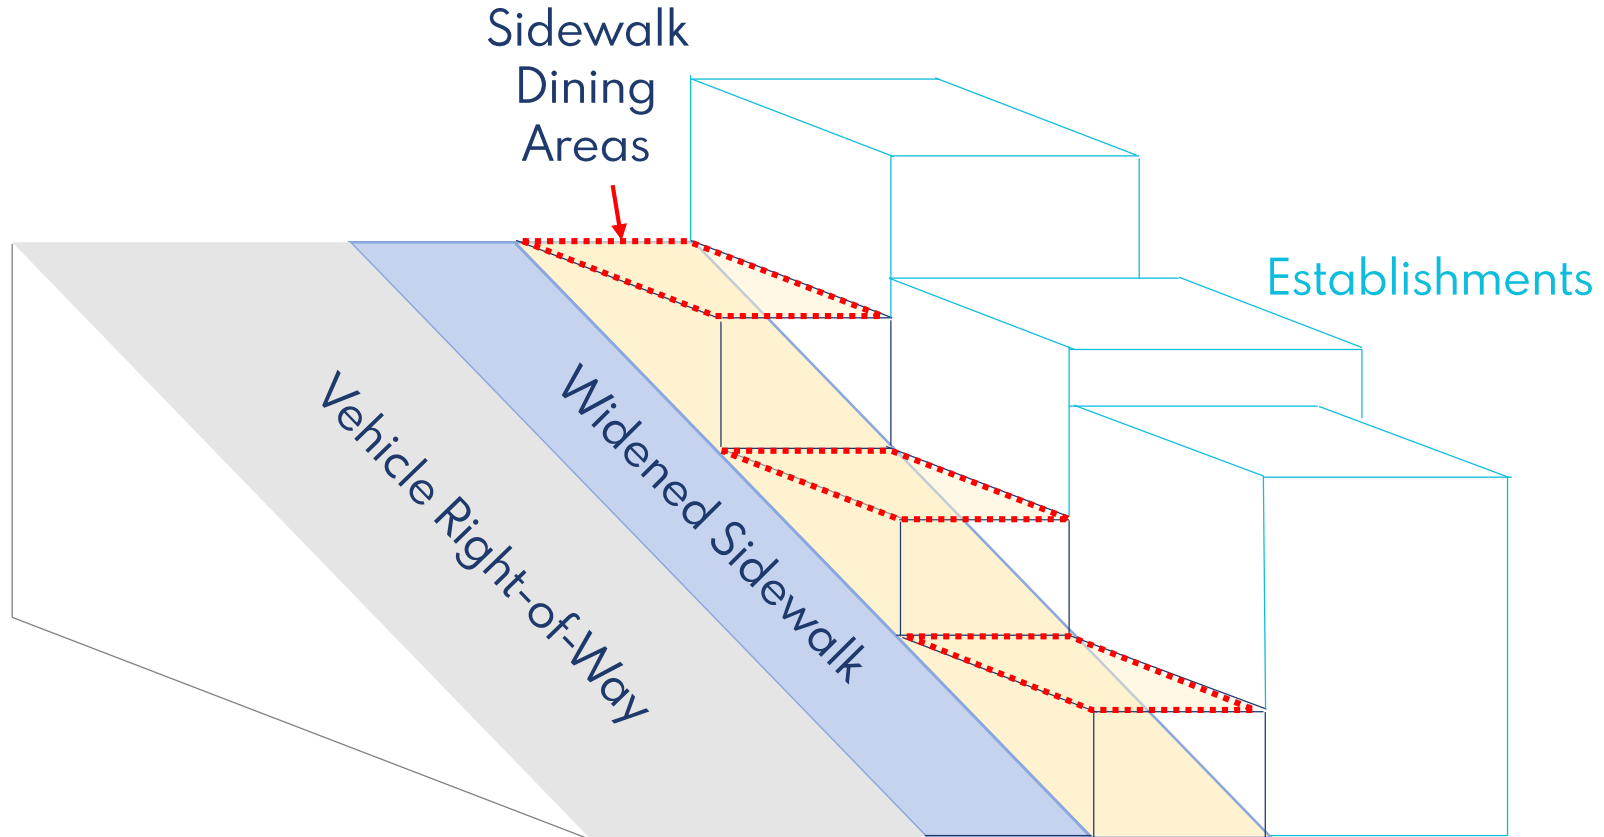 Sidewalk
Dining
Areas
Establishments
Vehicle Right-of-Way
Widened Sidewalk